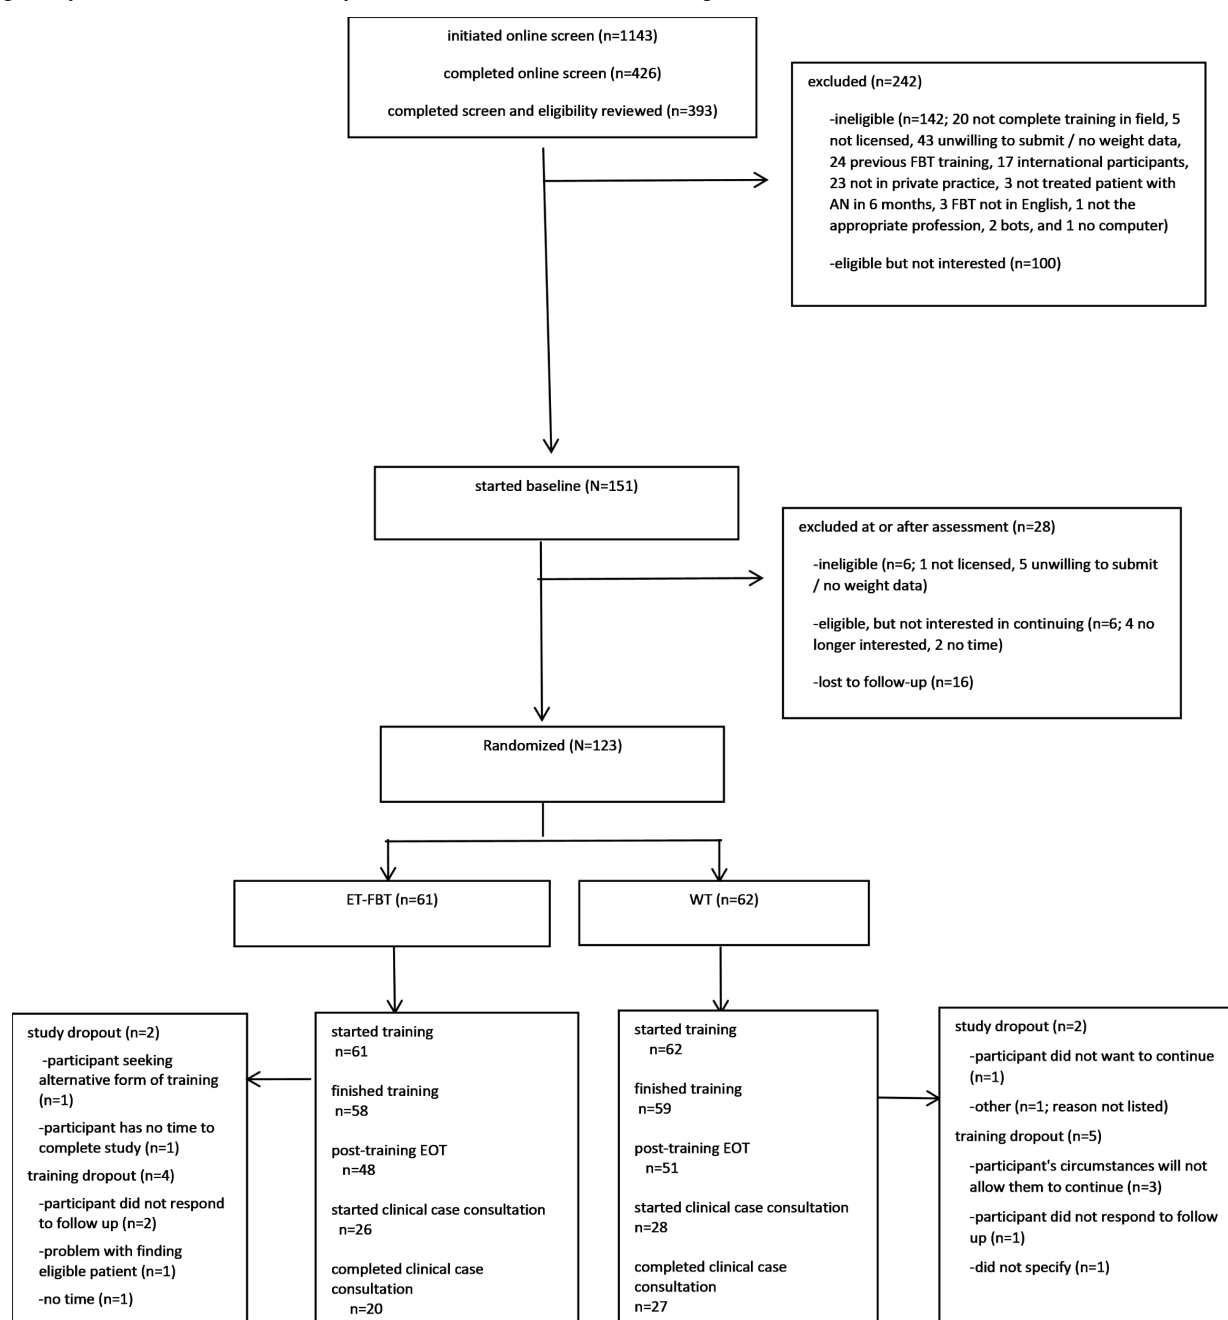 initiated online screen (n=1143)
completed online screen (n=426)
completed screen and eligibility reviewed (n=393)
excluded (n=242)
-ineligible (n=142; 20 not complete training in field, 5
not licensed, 43 unwilling to submit / no weight data,
24 previous FBT training, 17 international participants,
23 not in private practice, 3 not treated patient with
AN in 6 months, 3 FBT not in English, 1 not the
appropriate profession, 2 bots, and 1 no computer)
-eligible but not interested (n=100)
started baseline (N=151)
excluded at or after assessment (n=28)
-ineligible (n=6; 1 not licensed, 5 unwilling to submit
/ no weight data)
-eligible, but not interested in continuing (n=6; 4 no
longer interested, 2 no time)
-lost to follow-up (n=16)
Randomized (N=123)
ET-FBT (n=61)
WT (n=62)
study dropout (n=2)
-participant seeking
alternative form of training
(n=1)
-participant has no time to
complete study (n=1)
training dropout (n=4)
-participant did not respond
to follow up (n=2)
-problem with finding
eligible patient (n=1)
-no time (n=1)
started training
n=61
finished training
n=58
post-training EOT
n=48
started clinical case consultation
n=26
completed clinical case
consultation
n=20
started training
n=62
finished training
n=59
post-training EOT
n=51
started clinical case consultation
n=28
completed clinical case
consultation
n=27
study dropout (n=2)
-participant did not want to continue
(n=1)
-other (n=1; reason not listed)
training dropout (n=5)
-participant's circumstances will not
allow them to continue (n=3)
-participant did not respond to follow
up (n=1)
-did not specify (n=1)